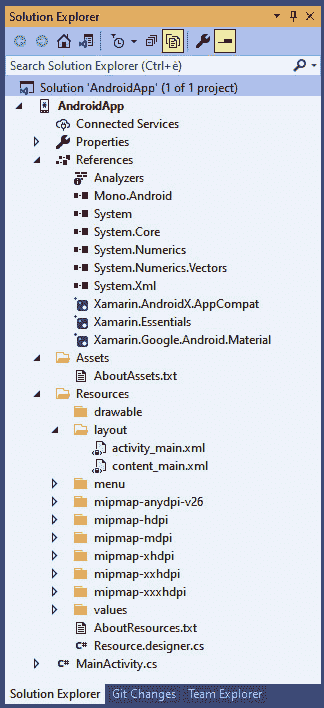 Solution Explorer
Search Solution Explorer (Ctrl+è)
Solution 'AndroidApp' (1 of 1 project)
AndroidApp
Connected Services
Properties
References
Analyzers
Mono.Android
System
System.Core
System.Numerics
System.Numerics.Vectors
System.Xml
Xamarin.AndroidX.AppCompat
Xamarin.Essentials
Xamarin.Google.Android.Material
Assets
AboutAssets.txt
Resources
drawable
layout
activity_main.xml
content_main.xml
menu
mipmap-anydpi-v26
mipmap-hdpi
mipmap-mdpi
mipmap-xhdpi
mipmap-xxhdpi
mipmap-xxxhdpi
values
AboutResources.txt
C# Resource.designer.cs
C# MainActivity.cs
Solution Explorer Git Changes Team Explorer